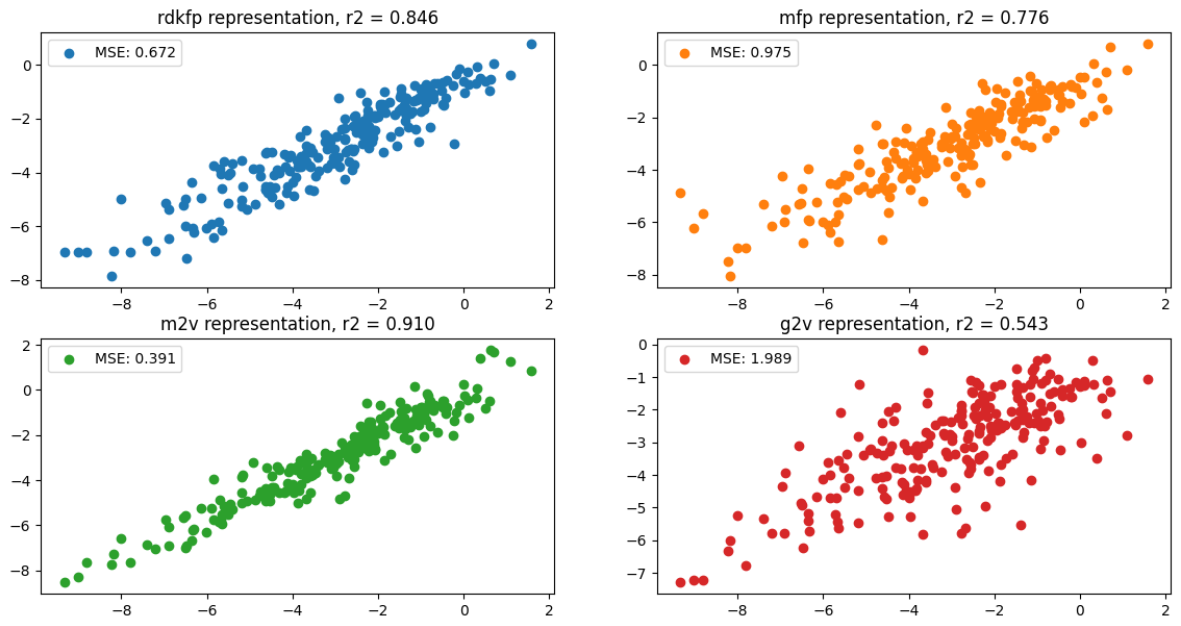 rdkfp representation, r2 = 0.846
MSE: 0.672
0
−2
−4
−6
−8
−8 −6 −4 −2 0 2
mfp representation, r2 = 0.776
MSE: 0.975
0
−2
−4
−6
−8
−8 −6 −4 −2 0 2
m2v representation, r2 = 0.910
MSE: 0.391
2
0
−2
−4
−6
−8
−8 −6 −4 −2 0 2
g2v representation, r2 = 0.543
MSE: 1.989
0
−1
−2
−3
−4
−5
−6
−7
−8 −6 −4 −2 0 2